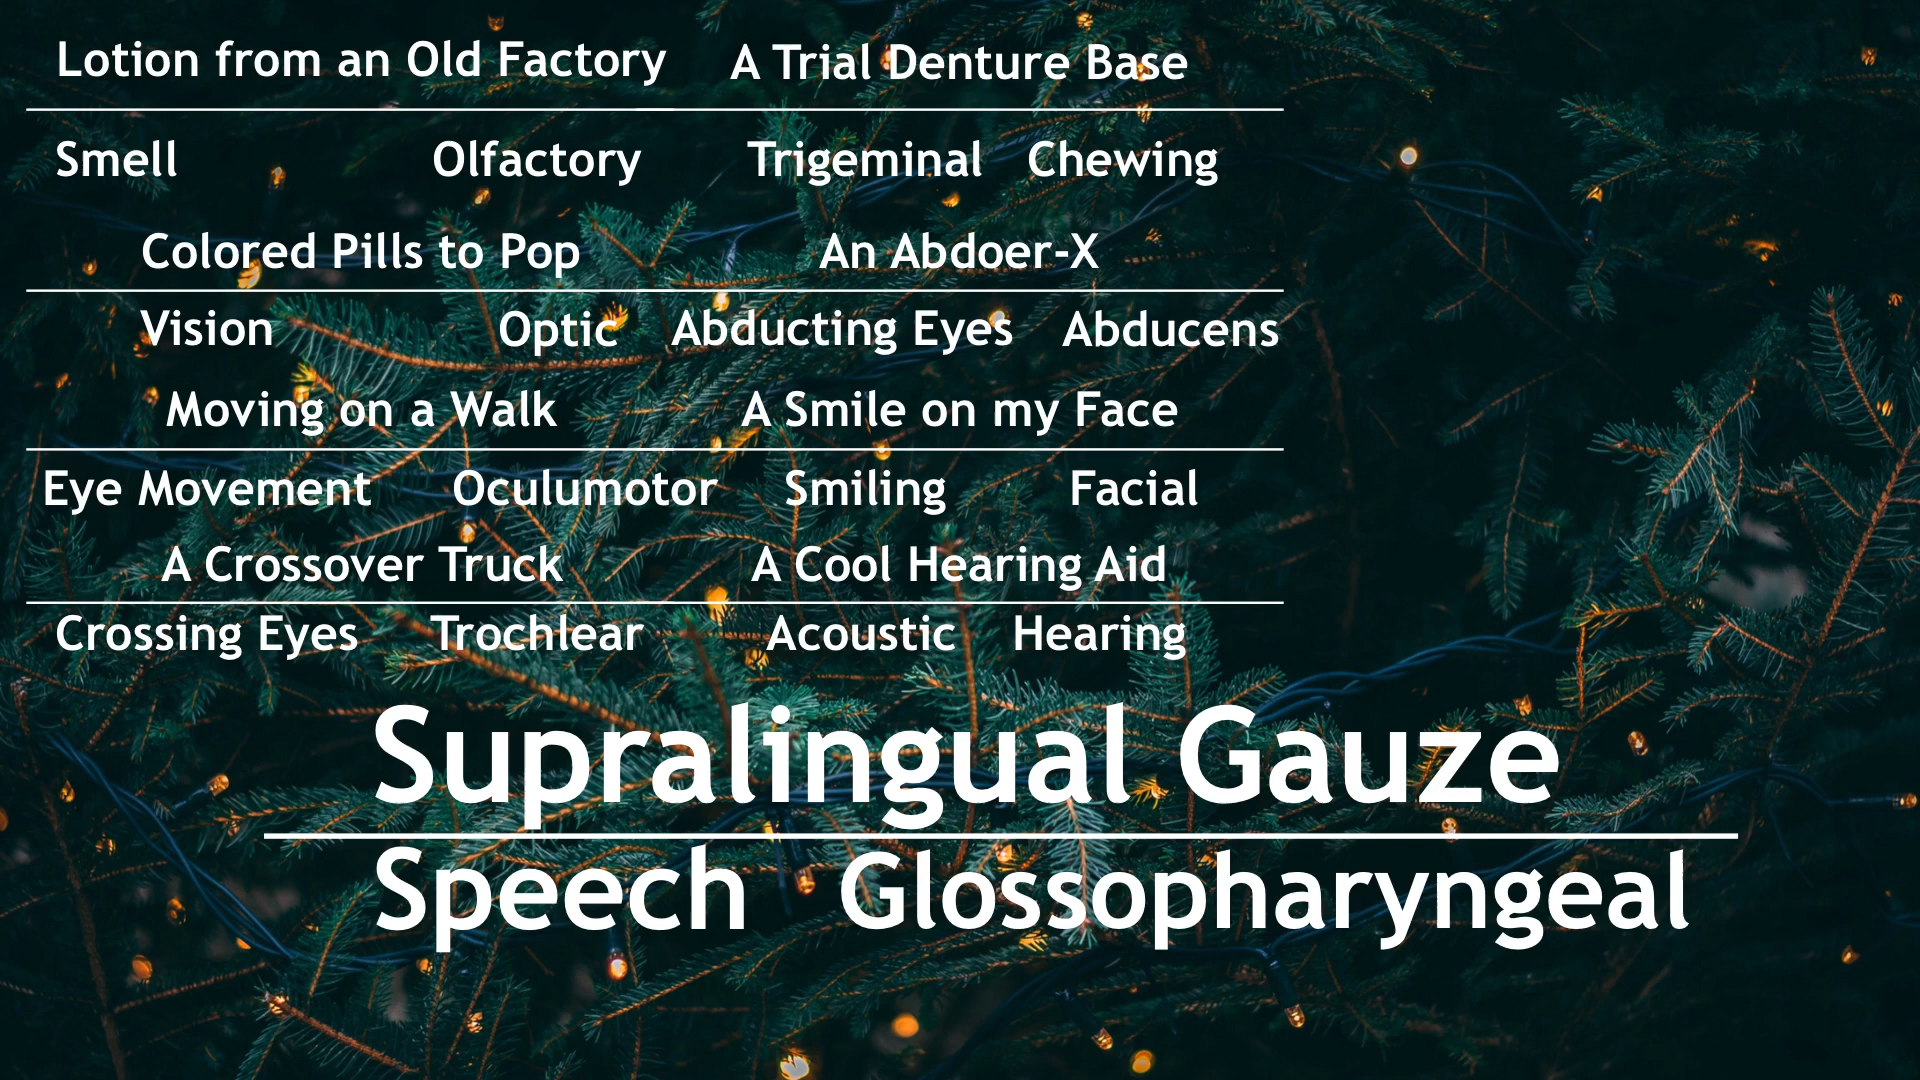 Lotion from an Old Factory A Trial Denture Base
Smell Olfactory Trigeminal Chewing
Colored Pills to Pop An Abdoer-X
Vision Optic Abducting Eyes Abducens
Moving on a Walk A Smile on my Face
Eye Movement Oculumotor Smiling Facial
A Crossover Truck A Cool Hearing Aid
Crossing Eyes Trochlear Acoustic Hearing
Supralingual Gauze
Speech Glossopharyngeal